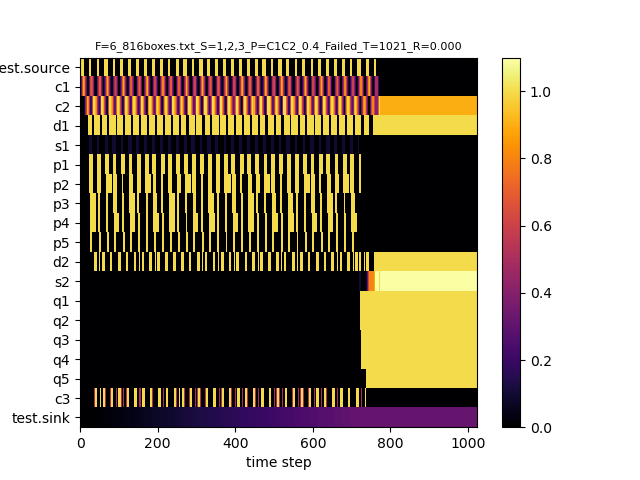 F=6_816boxes.txt_S=1,2,3_P=C1C2_0.4_Failed_T=1021_R=0.000
est.source
c1
c2
d1
s1
p1
p2
p3
p4
p5
d2
s2
q1
q2
q3
q4
q5
c3
test.sink
0 200 400 600 800 1000
time step
1.0
0.8
0.6
0.4
0.2
0.0